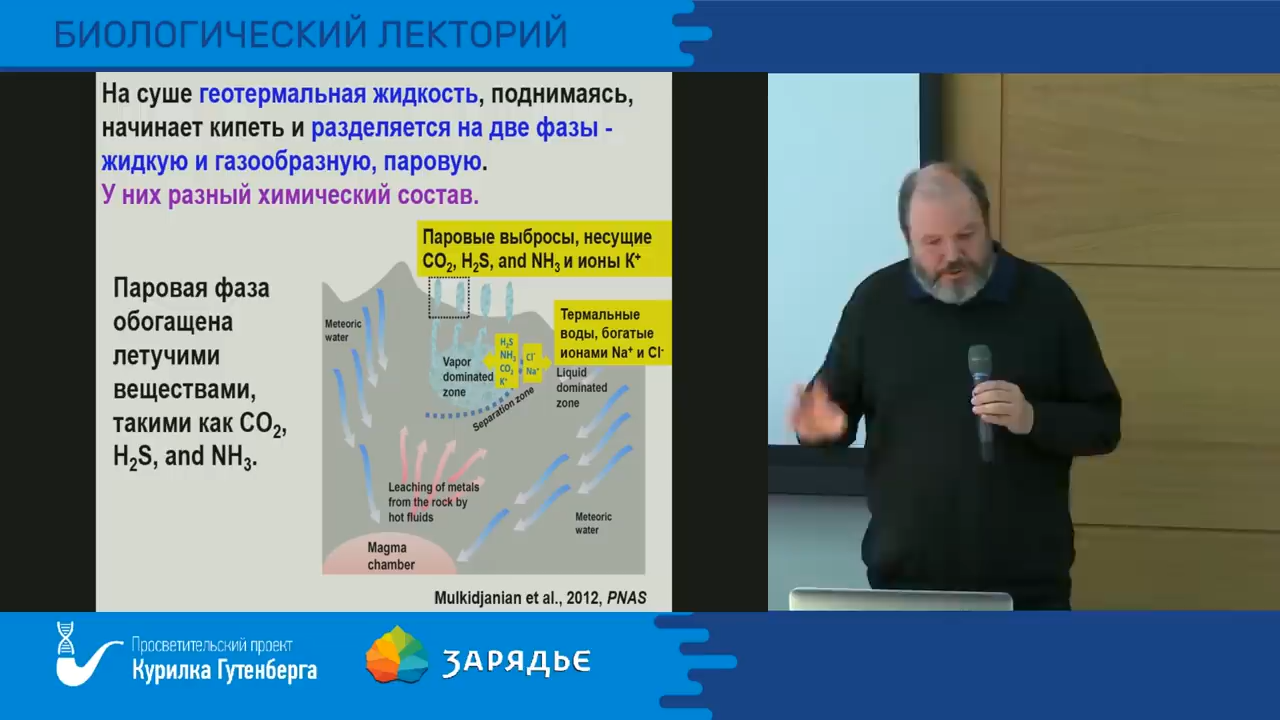 БИОЛОГИЧЕСКИЙ ЛЕКТОРИЙ
На суше геотермальная жидкость, поднимаясь,
начинает кипеть и разделяется на две фазы -
жидкую и газообразную, паровую.
У них разный химический состав.
Паровые выбросы, несущие
CO₂, H₂S, and NH₃ и ионы K⁺
Термальные
воды, богатые
ионами Na⁺ и Cl⁻
Паровая фаза
обогащена
летучими
веществами,
такими как CO₂,
H₂S, and NH₃.
Meteoric
water
Vapor
dominated
zone
H₂S
NH₃
CO₂
K⁺
Cl⁻
Na⁺
Liquid
dominated
zone
Separation zone
Leaching of metals
from the rock by
hot fluids
Meteoric
water
Magma
chamber
Mulkidjanian et al., 2012, PNAS
Просветительский проект
Курилка Гутенберга
ЗАРЯДЬЕ